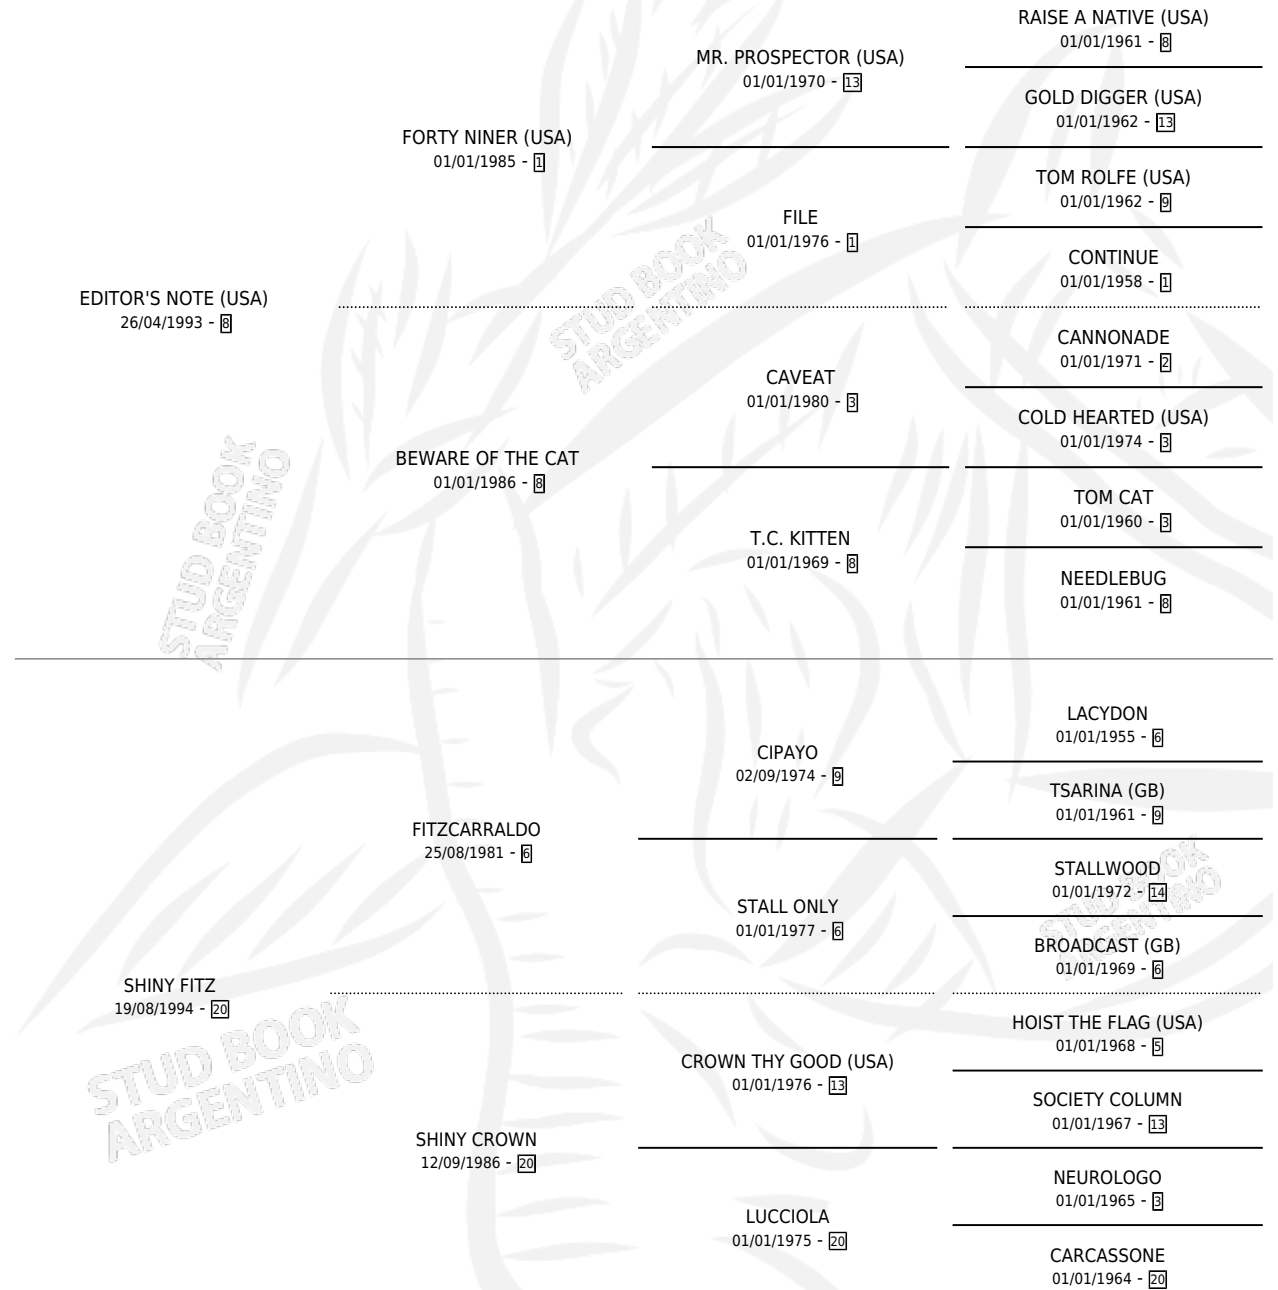 RAISE A NATIVE (USA)
01/01/1961 - 8
MR. PROSPECTOR (USA)
01/01/1970 - 13
GOLD DIGGER (USA)
01/01/1962 - 13
FORTY NINER (USA)
01/01/1985 - 1
TOM ROLFE (USA)
01/01/1962 - 9
FILE
01/01/1976 - 1
CONTINUE
01/01/1958 - 1
EDITOR'S NOTE (USA)
26/04/1993 - 8
CANNONADE
01/01/1971 - 2
CAVEAT
01/01/1980 - 3
COLD HEARTED (USA)
01/01/1974 - 3
BEWARE OF THE CAT
01/01/1986 - 8
TOM CAT
01/01/1960 - 3
T.C. KITTEN
01/01/1969 - 8
NEEDLEBUG
01/01/1961 - 8
STUD BOOK
ARGENTINO
STUD BOOK
ARGENTINO
LACYDON
01/01/1955 - 6
CIPAYO
02/09/1974 - 9
TSARINA (GB)
01/01/1961 - 9
FITZCARRALDO
25/08/1981 - 6
STALLWOOD
01/01/1972 - 14
STALL ONLY
01/01/1977 - 6
BROADCAST (GB)
01/01/1969 - 6
STUD BOOK
ARGENTINO
SHINY FITZ
19/08/1994 - 20
HOIST THE FLAG (USA)
01/01/1968 - 5
CROWN THY GOOD (USA)
01/01/1976 - 13
SOCIETY COLUMN
01/01/1967 - 13
SHINY CROWN
12/09/1986 - 20
NEUROLOGO
01/01/1965 - 3
LUCCIOLA
01/01/1975 - 20
CARCASSONE
01/01/1964 - 20
STUD BOOK
ARGENTINO